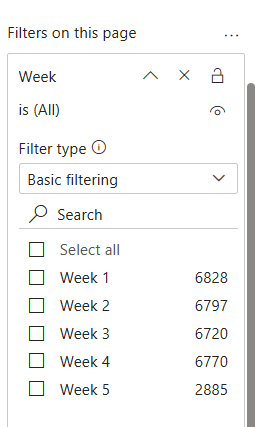 Filters on this page ...
Week
is (All)
Filter type
Basic filtering
Search
Select all
Week 1 6828
Week 2 6797
Week 3 6720
Week 4 6770
Week 5 2885